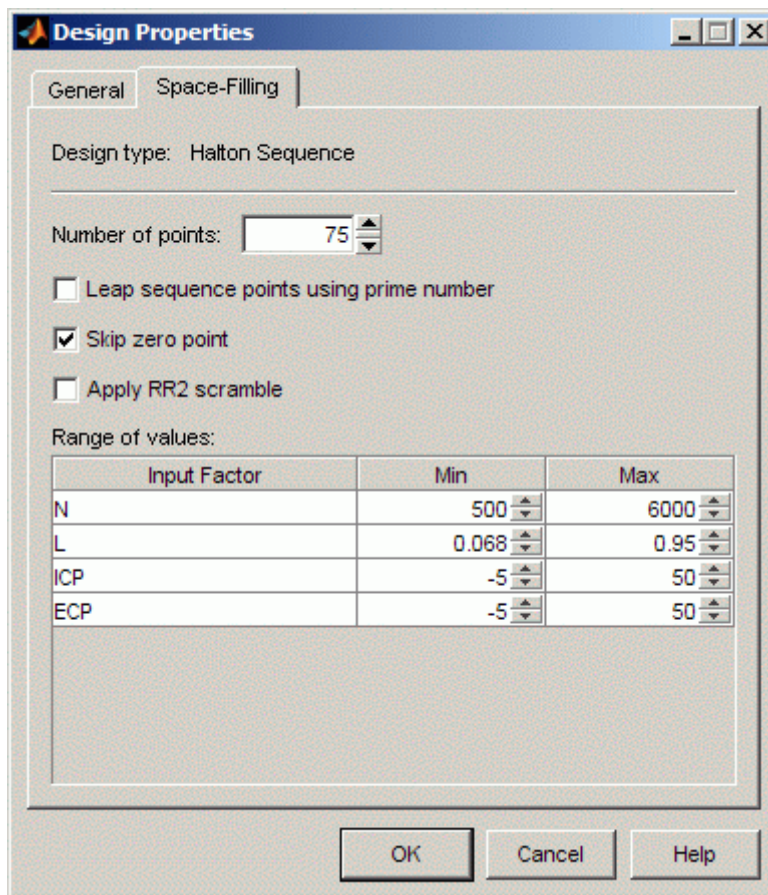 Design Properties
General Space-Filling
Design type: Halton Sequence
Number of points: 75
Leap sequence points using prime number
Skip zero point
Apply RR2 scramble
Range of values:
Input Factor Min Max
N 500 6000
L 0.068 0.95
ICP -5 50
ECP -5 50
OK Cancel Help